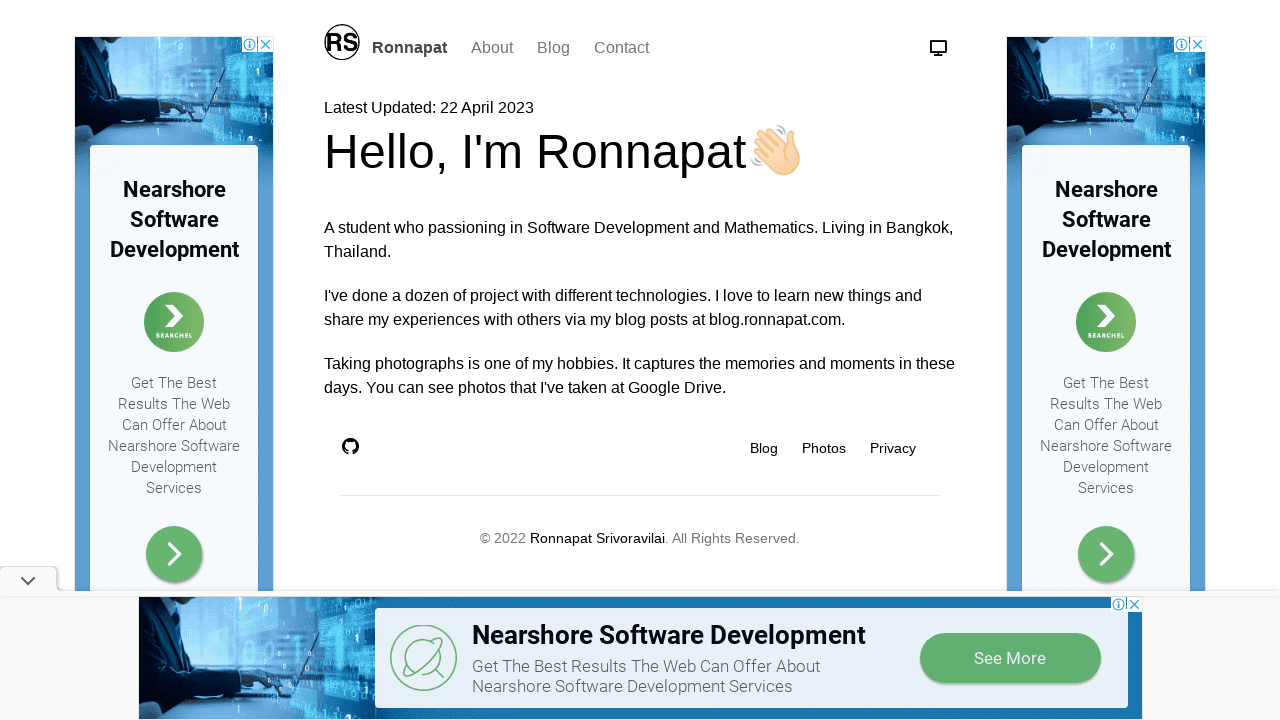 RS
Ronnapat About Blog Contact
Latest Updated: 22 April 2023
Hello, I'm Ronnapat👋🏻
A student who passioning in Software Development and Mathematics. Living in Bangkok,
Thailand.
I've done a dozen of project with different technologies. I love to learn new things and
share my experiences with others via my blog posts at blog.ronnapat.com.
Taking photographs is one of my hobbies. It captures the memories and moments in these
days. You can see photos that I've taken at Google Drive.
Blog Photos Privacy
© 2022 Ronnapat Srivoravilai. All Rights Reserved.
Nearshore
Software
Development
SEARCHEL
Get The Best
Results The Web
Can Offer About
Nearshore Software
Development
Services
Nearshore
Software
Development
SEARCHEL
Get The Best
Results The Web
Can Offer About
Nearshore Software
Development
Services
Nearshore Software Development
Get The Best Results The Web Can Offer About
Nearshore Software Development Services
See More